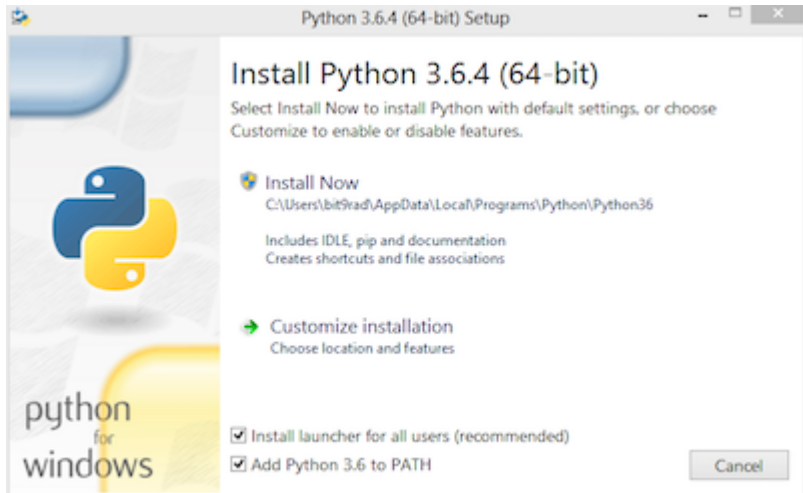 Python 3.6.4 (64-bit) Setup
Install Python 3.6.4 (64-bit)
Select Install Now to install Python with default settings, or choose
Customize to enable or disable features.
Install Now
C:\Users\bit9rad\AppData\Local\Programs\Python\Python36
Includes IDLE, pip and documentation
Creates shortcuts and file associations
Customize installation
Choose location and features
python
for
windows
Install launcher for all users (recommended)
Add Python 3.6 to PATH
Cancel